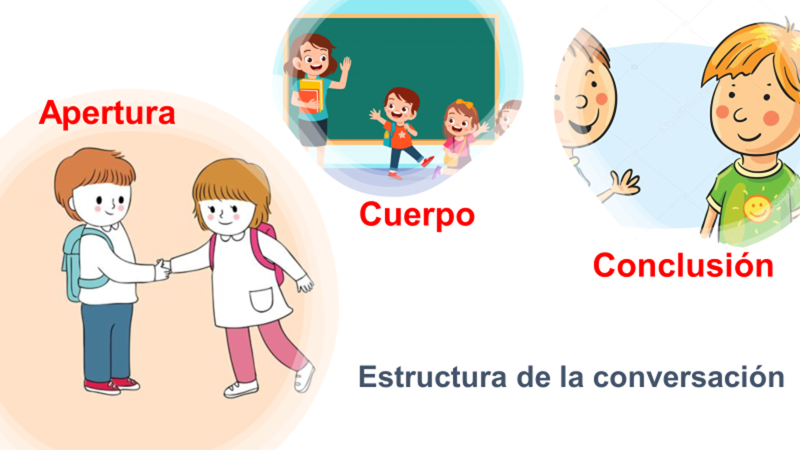 Apertura
Cuerpo
Conclusión
Estructura de la conversación